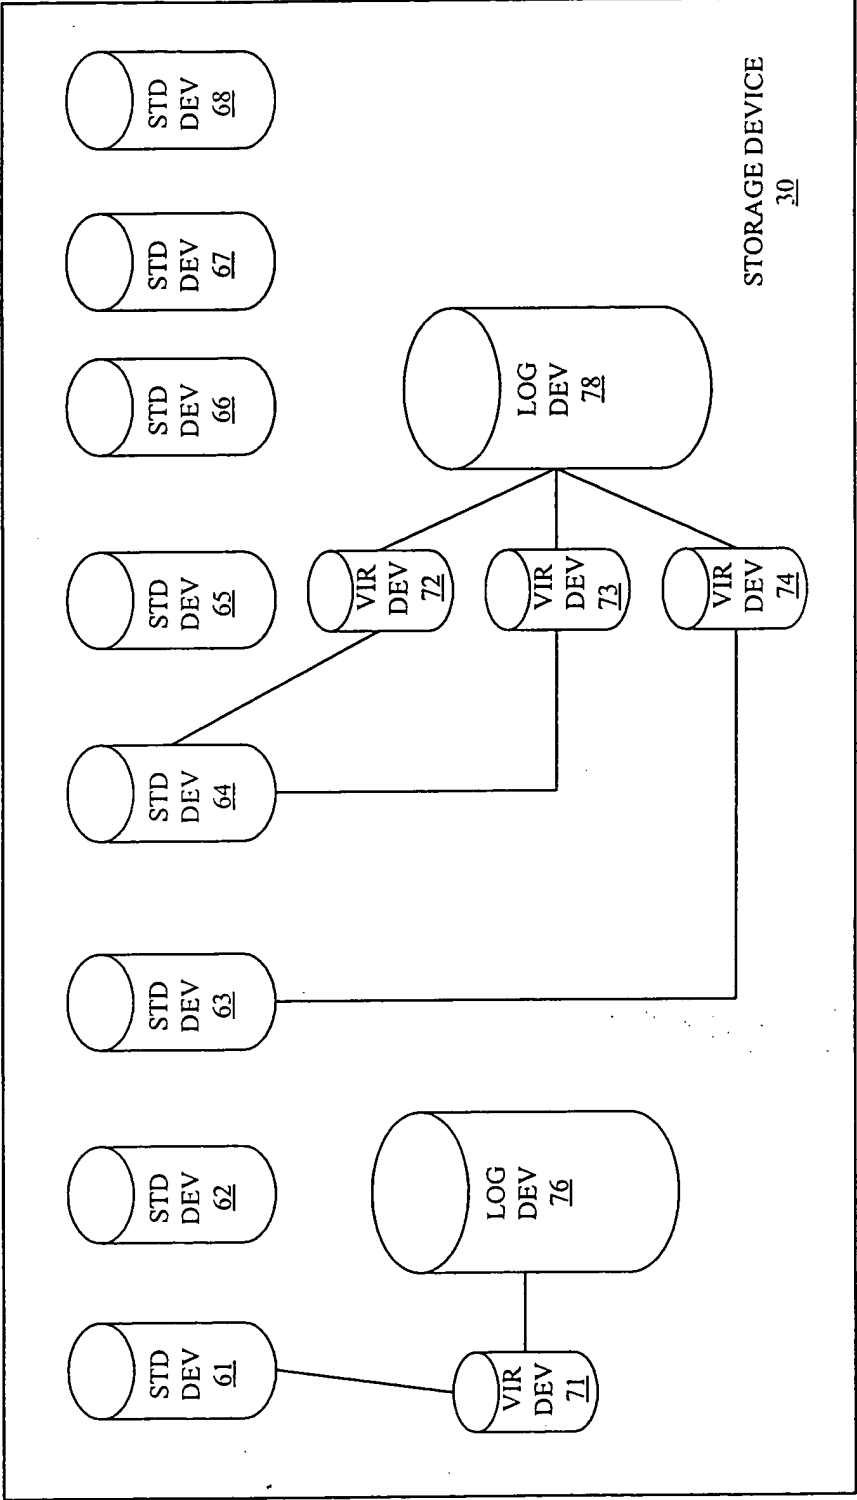 STD
DEV
61
STD
DEV
62
STD
DEV
63
STD
DEV
64
STD
DEV
65
STD
DEV
66
STD
DEV
67
STD
DEV
68
VIR
DEV
71
LOG
DEV
76
VIR
DEV
72
VIR
DEV
73
VIR
DEV
74
LOG
DEV
78
STORAGE DEVICE
30